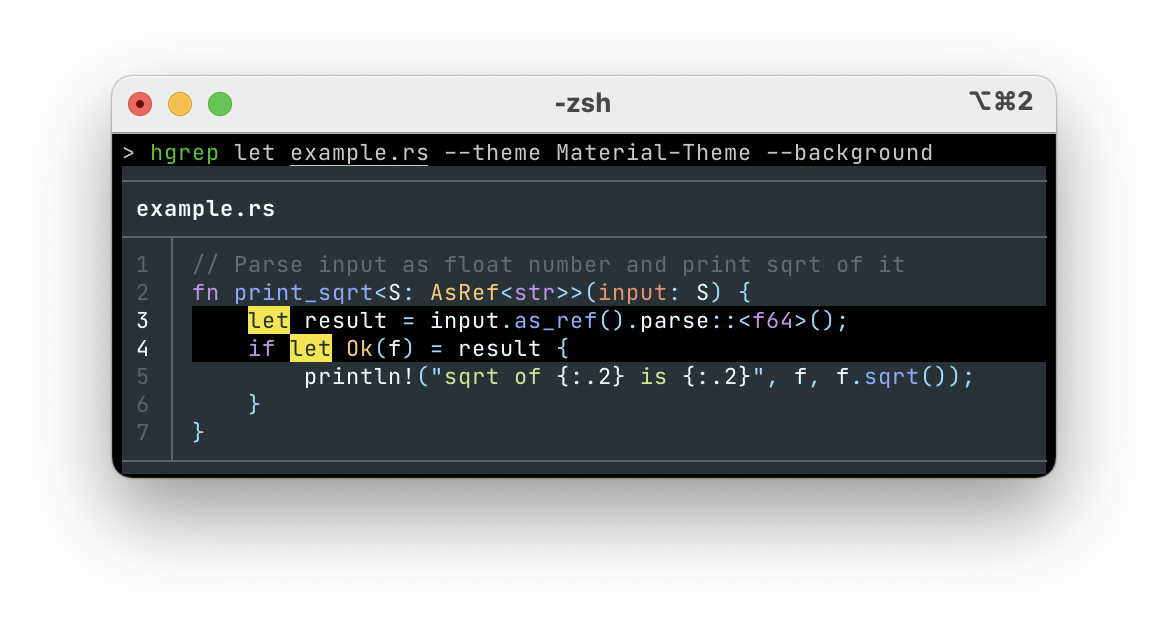 -zsh ⌥⌘2
> hgrep let example.rs --theme Material-Theme --background
example.rs
1 // Parse input as float number and print sqrt of it
2 fn print_sqrt<S: AsRef<str>>(input: S) {
3     let result = input.as_ref().parse::<f64>();
4     if let Ok(f) = result {
5         println!("sqrt of {:.2} is {:.2}", f, f.sqrt());
6     }
7 }